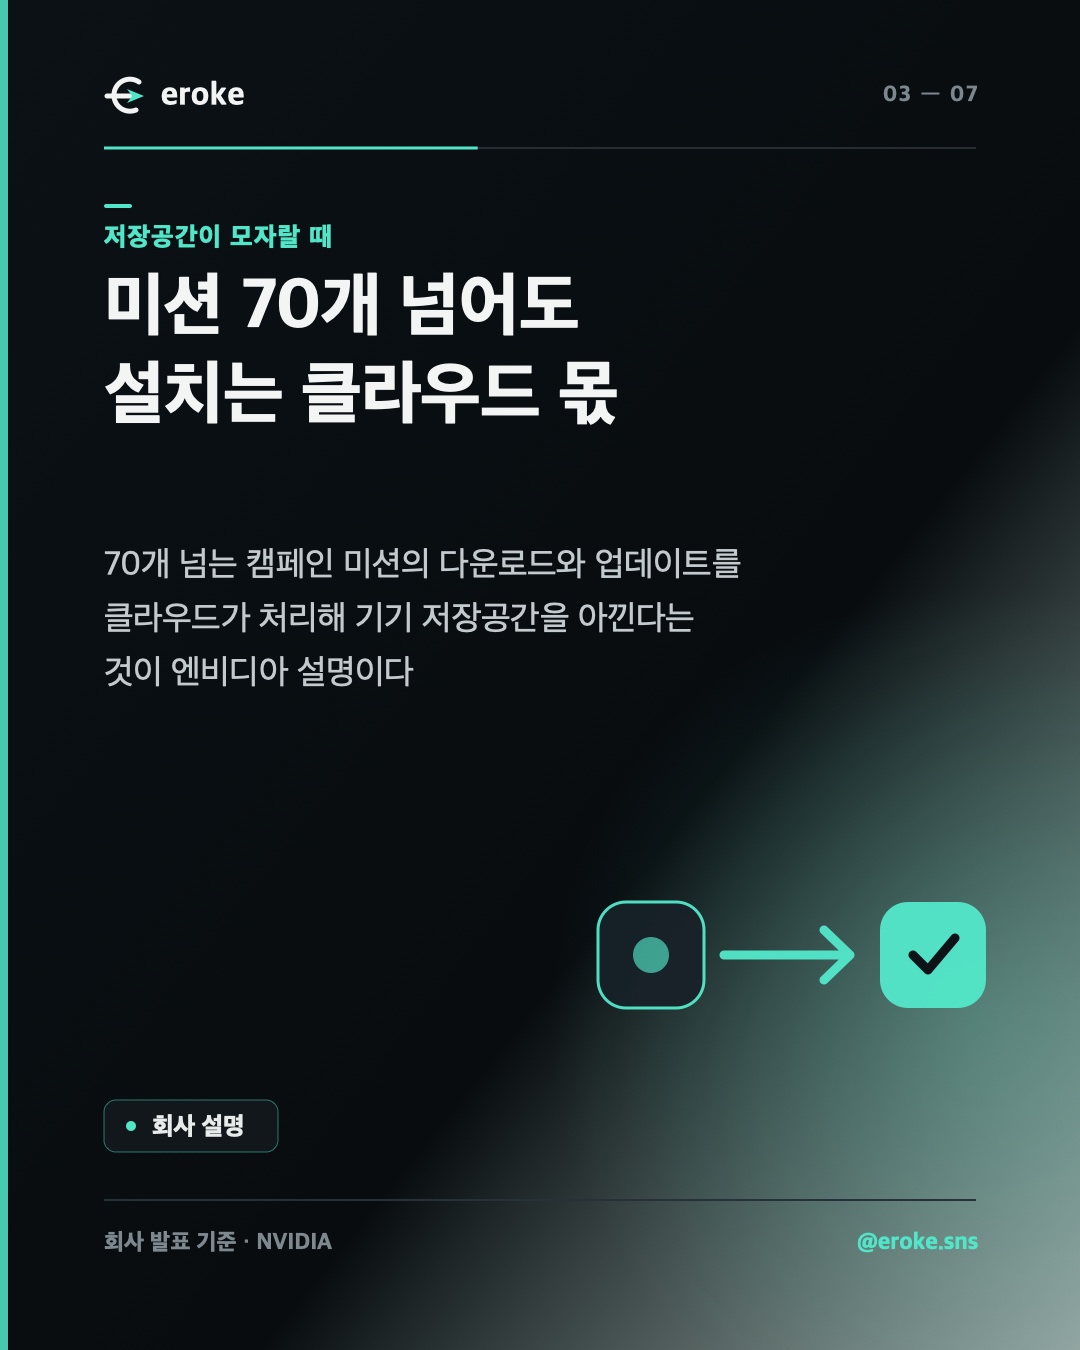 eroke
03 — 07
저장공간이 모자랄 때
미션 70개 넘어도
설치는 클라우드 몫
70개 넘는 캠페인 미션의 다운로드와 업데이트를
클라우드가 처리해 기기 저장공간을 아낀다는
것이 엔비디아 설명이다
회사 설명
회사 발표 기준 · NVIDIA
@eroke.sns